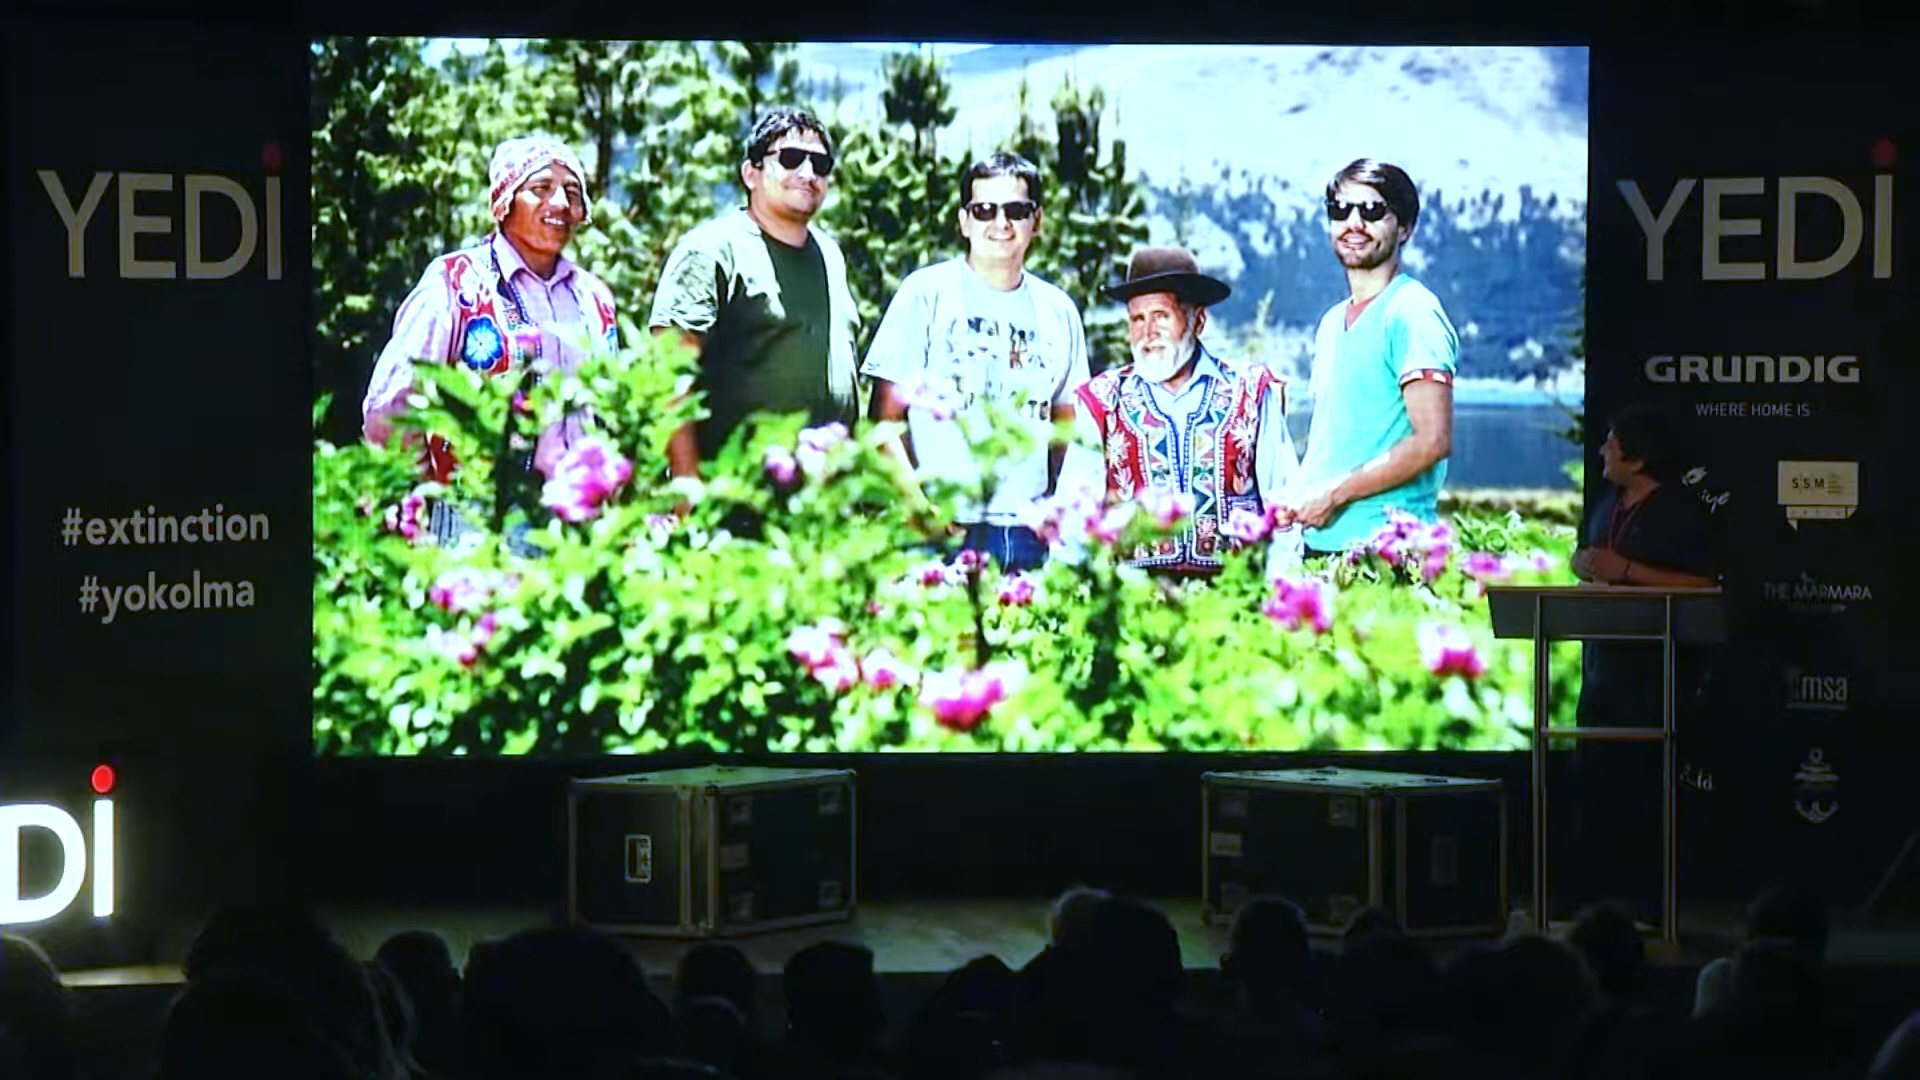 YEDİ
#extinction
#yokolma
Dİ
YEDİ
GRUNDIG
WHERE HOME IS
SSM
THE MARMARA
msa